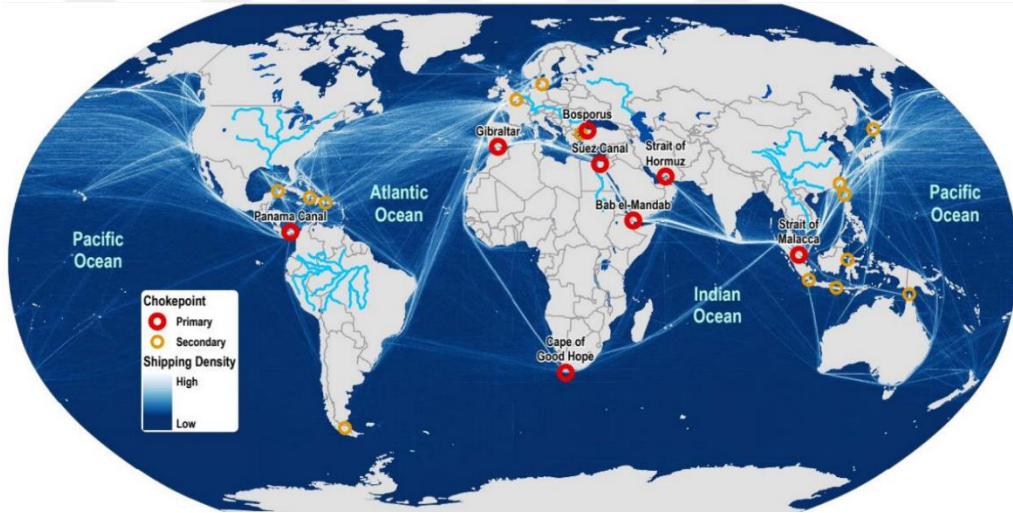 Bosporus
Gibraltar
Suez Canal
Strait of
Hormuz
Atlantic
Ocean
Bab el-Mandab
Pacific
Ocean
Panama Canal
Strait of
Malacca
Pacific
Ocean
Indian
Ocean
Chokepoint
Primary
Secondary
Shipping Density
High
Low
Cape of
Good Hope